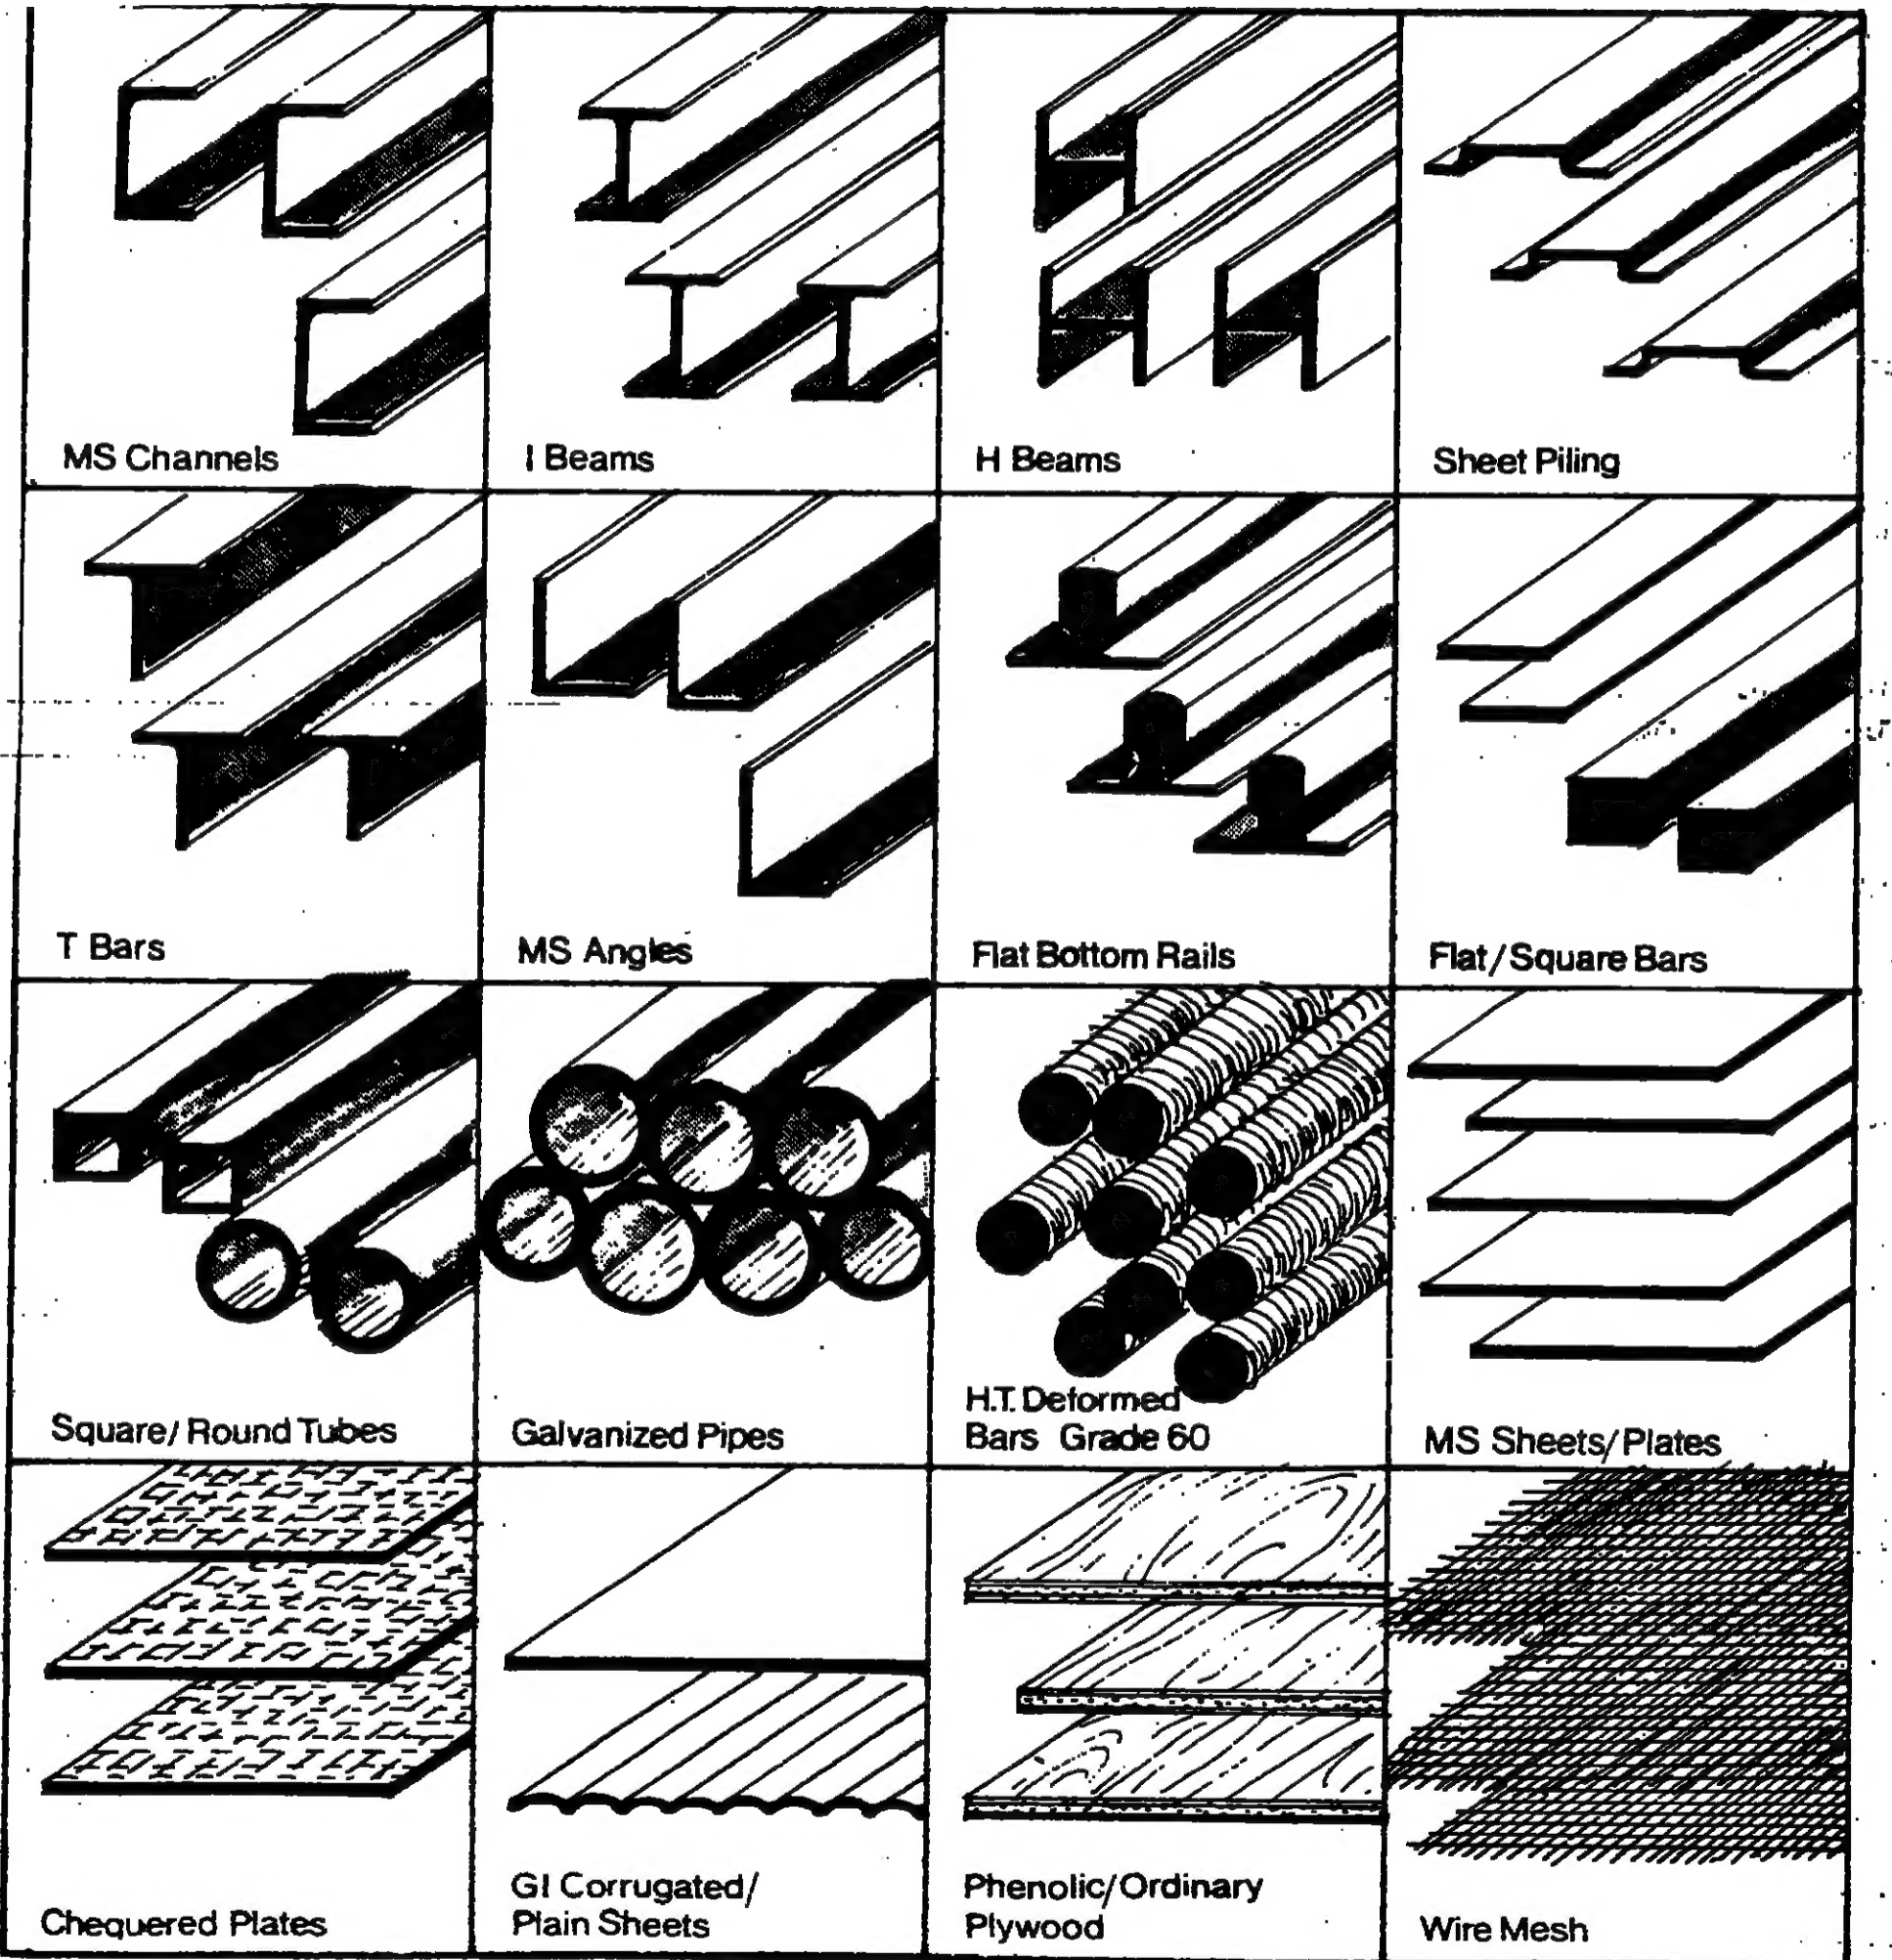 MS Channels
I Beams
H Beams
Sheet Piling
T Bars
MS Angles
Flat Bottom Rails
Flat/Square Bars
Square/Round Tubes
Galvanized Pipes
H.T. Deformed
Bars Grade 60
MS Sheets/Plates
Chequered Plates
GI Corrugated/
Plain Sheets
Phenolic/Ordinary
Plywood
Wire Mesh